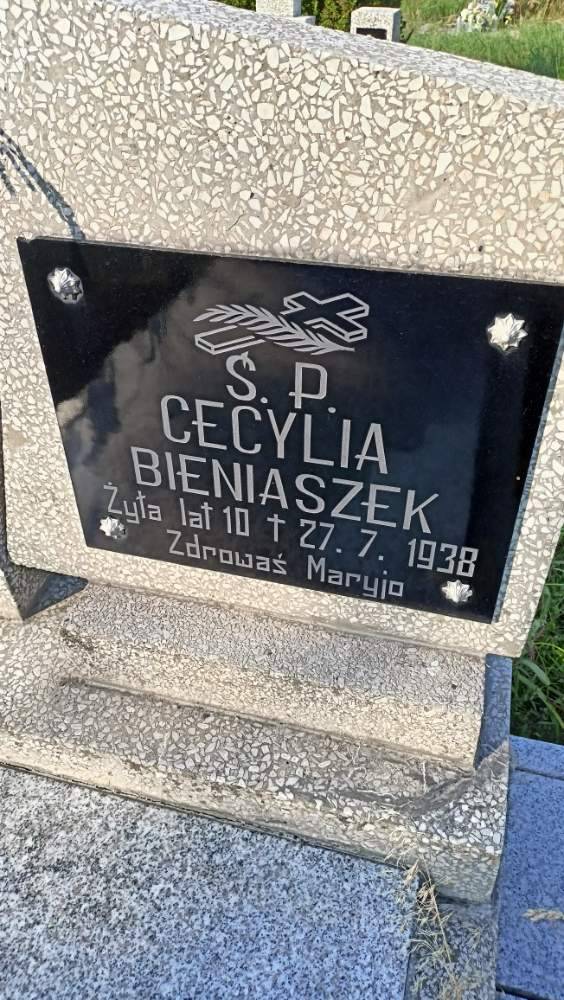 Ś. P.
CECYLIA
BIENIASZEK
Żyła lat 10 † 27. 7. 1938
Zdrowaś Maryjo